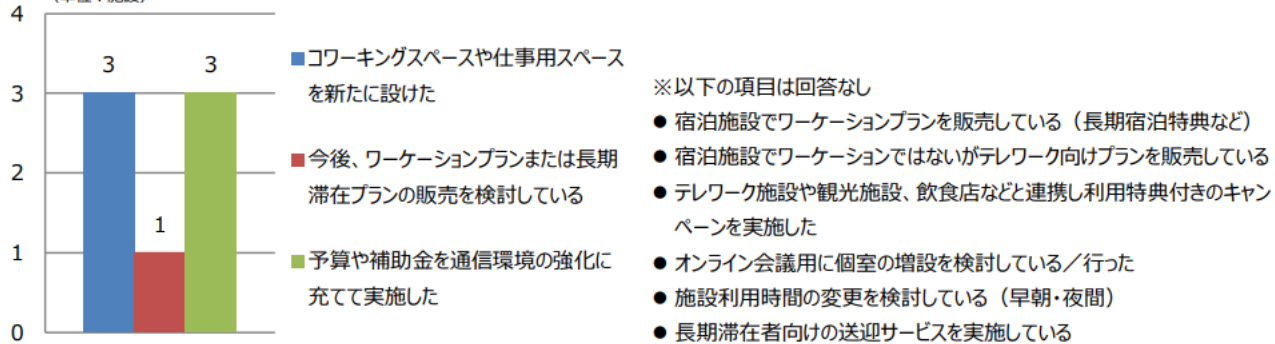 4
3
2
1
0
3
1
3
■コワーキングスペースや仕事用スペース
を新たに設けた
■今後、ワーケーションプランまたは長期
滞在プランの販売を検討している
■予算や補助金を通信環境の強化に
充てて実施した
※以下の項目は回答なし
● 宿泊施設でワーケーションプランを販売している（長期宿泊特典など）
● 宿泊施設でワーケーションではないがテレワーク向けプランを販売している
● テレワーク施設や観光施設、飲食店などと連携し利用特典付きのキャン
ペーンを実施した
● オンライン会議用に個室の増設を検討している／行った
● 施設利用時間の変更を検討している（早朝・夜間）
● 長期滞在者向けの送迎サービスを実施している